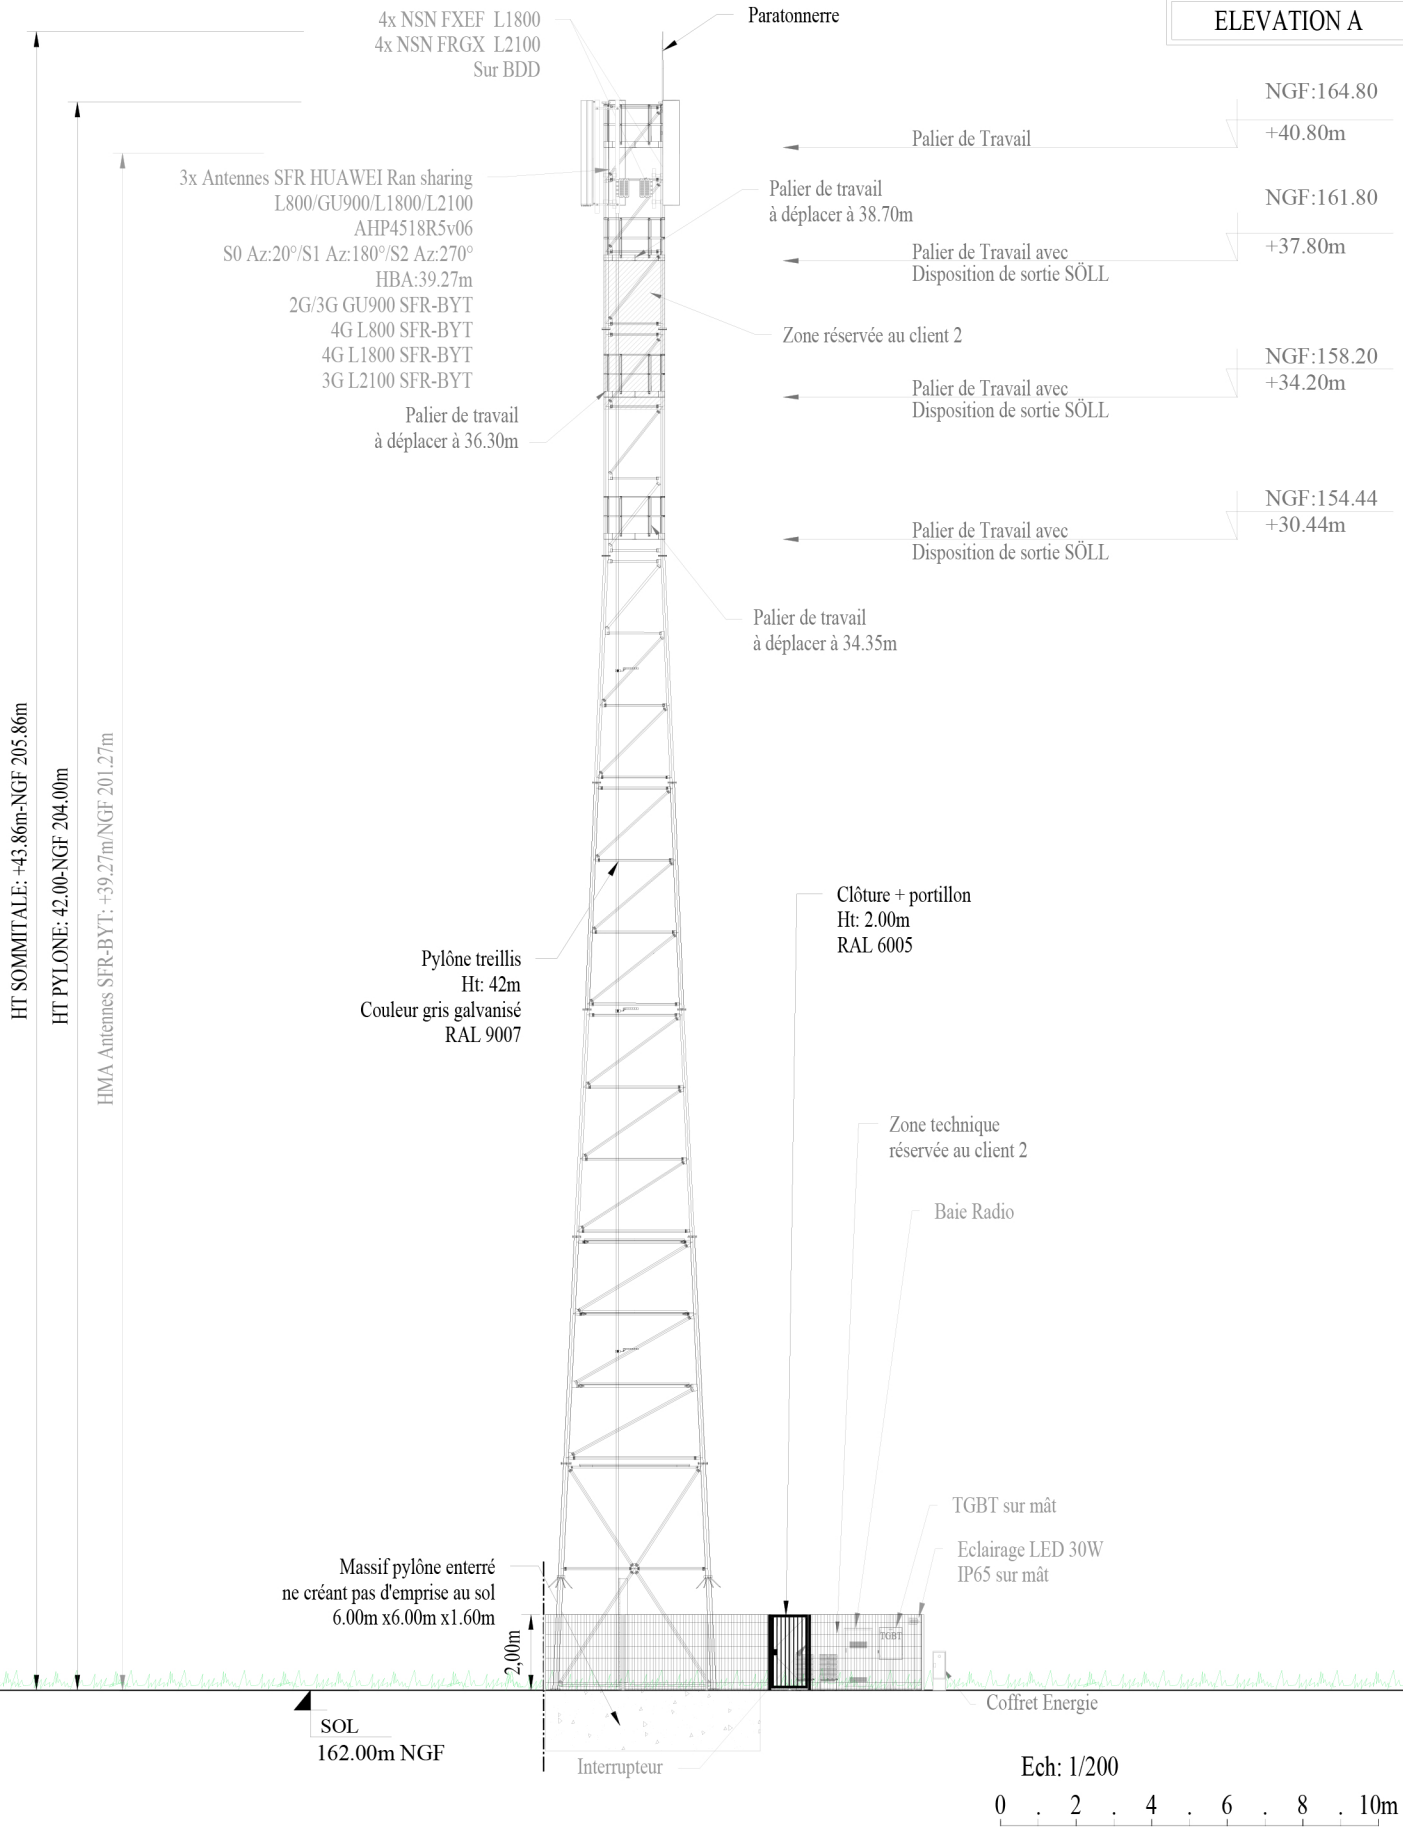 4x NSN FXEF L1800
4x NSN FRGX L2100
Sur BDD
Paratonnerre
ELEVATION A
NGF:164.80
+40.80m
Palier de Travail
3x Antennes SFR HUAWEI Ran sharing
L800/GU900/L1800/L2100
AHP4518R5v06
S0 Az:20°/S1 Az:180°/S2 Az:270°
HBA:39.27m
2G/3G GU900 SFR-BYT
4G L800 SFR-BYT
4G L1800 SFR-BYT
3G L2100 SFR-BYT
Palier de travail
à déplacer à 38.70m
NGF:161.80
+37.80m
Palier de Travail avec
Disposition de sortie SÖLL
Zone réservée au client 2
NGF:158.20
+34.20m
Palier de Travail avec
Disposition de sortie SÖLL
Palier de travail
à déplacer à 36.30m
NGF:154.44
+30.44m
Palier de Travail avec
Disposition de sortie SÖLL
Palier de travail
à déplacer à 34.35m
HT SOMMITALE: +43.86m-NGF 205.86m
HT PYLONE: 42.00-NGF 204.00m
HMA Antennes SFR-BYT: +39.27m/NGF 201.27m
Clôture + portillon
Ht: 2.00m
RAL 6005
Pylône treillis
Ht: 42m
Couleur gris galvanisé
RAL 9007
Zone technique
réservée au client 2
Baie Radio
TGBT sur mât
Eclairage LED 30W
IP65 sur mât
Massif pylône enterré
ne créant pas d'emprise au sol
6.00m x6.00m x1.60m
2,00m
TGBT
Coffret Energie
SOL
162.00m NGF
Interrupteur
Ech: 1/200
0 . 2 . 4 . 6 . 8 . 10m